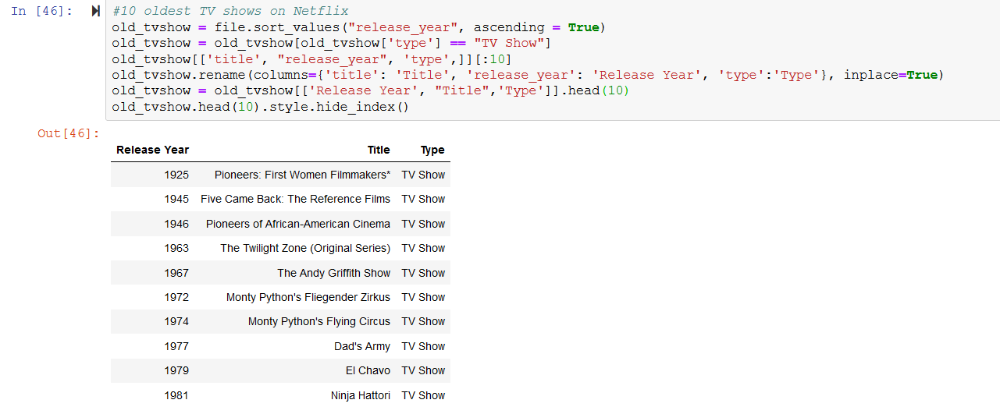 In [46]:
#10 oldest TV shows on Netflix
old_tvshow = file.sort_values("release_year", ascending = True)
old_tvshow = old_tvshow[old_tvshow['type'] == "TV Show"]
old_tvshow[['title', "release_year", 'type',]][:10]
old_tvshow.rename(columns={'title': 'Title', 'release_year': 'Release Year', 'type':'Type'}, inplace=True)
old_tvshow = old_tvshow[['Release Year', "Title",'Type']].head(10)
old_tvshow.head(10).style.hide_index()
Out[46]:
Release Year Title Type
1925 Pioneers: First Women Filmmakers* TV Show
1945 Five Came Back: The Reference Films TV Show
1946 Pioneers of African-American Cinema TV Show
1963 The Twilight Zone (Original Series) TV Show
1967 The Andy Griffith Show TV Show
1972 Monty Python's Fliegender Zirkus TV Show
1974 Monty Python's Flying Circus TV Show
1977 Dad's Army TV Show
1979 El Chavo TV Show
1981 Ninja Hattori TV Show